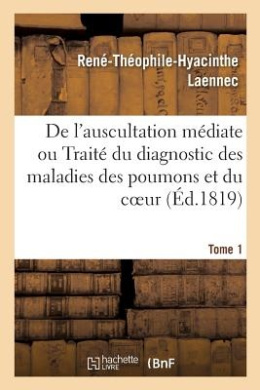 René-Théophile-Hyacinthe
Laennec
De l'auscultation médiate ou Traité du diagnostic des maladies des poumons et du cœur (Éd.1819)
Tome 1
hachette
LIVRE
{BnF